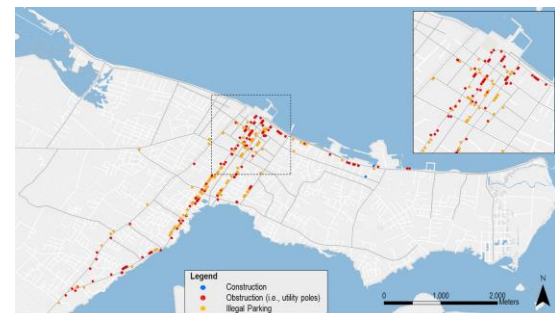 Legend
Construction
Obstruction (i.e., utility poles)
Illegal Parking
N
0 1,000 2,000
Meters